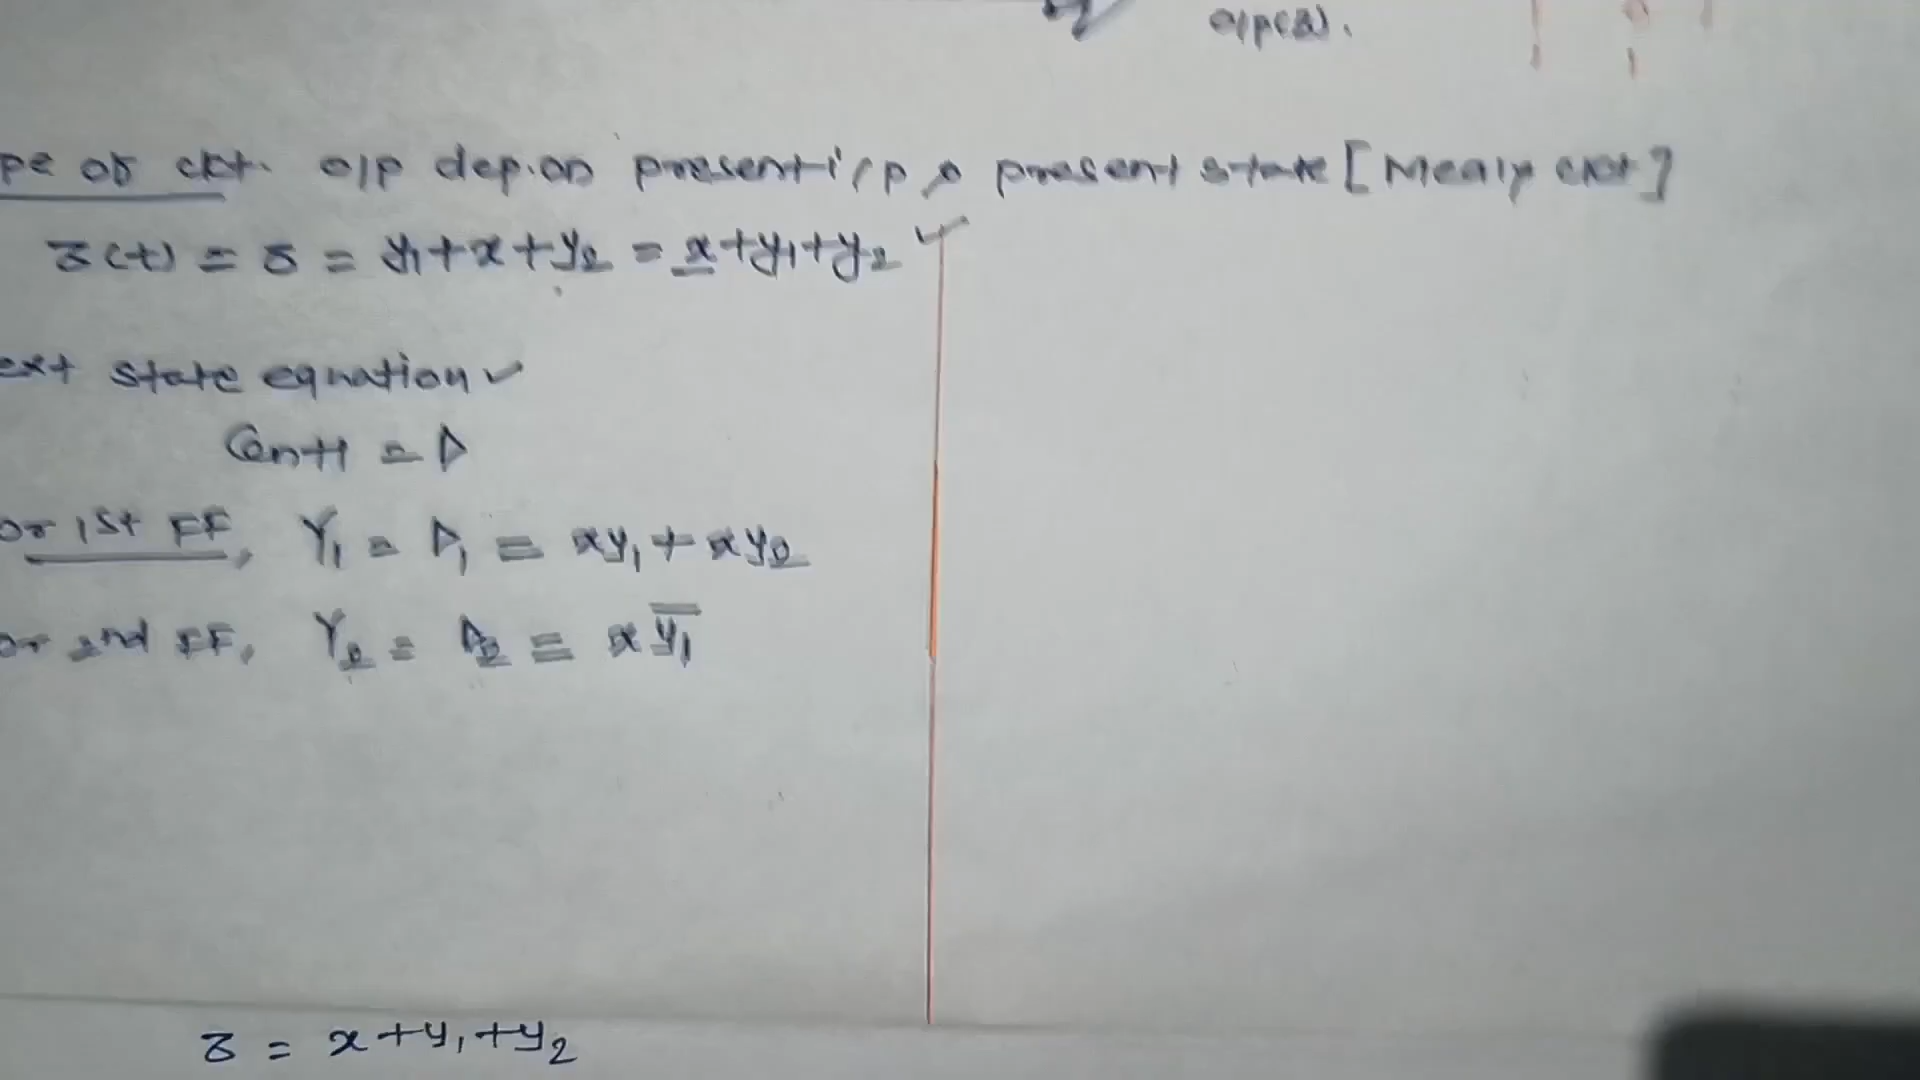 o/p(z).
pe of ckt. o/p dep.on present i/p & present state [Mealy ckt]
z(t) = z = y₁+x+y₂ = x+y₁+y₂ ✓
ext state equation ✓
Qn+1 = D
or 1st FF, Y₁ = D₁ = xy₁ + xy₂
or 2nd FF, Y₂ = D₂ = x y̅₁
z = x+y₁+y₂